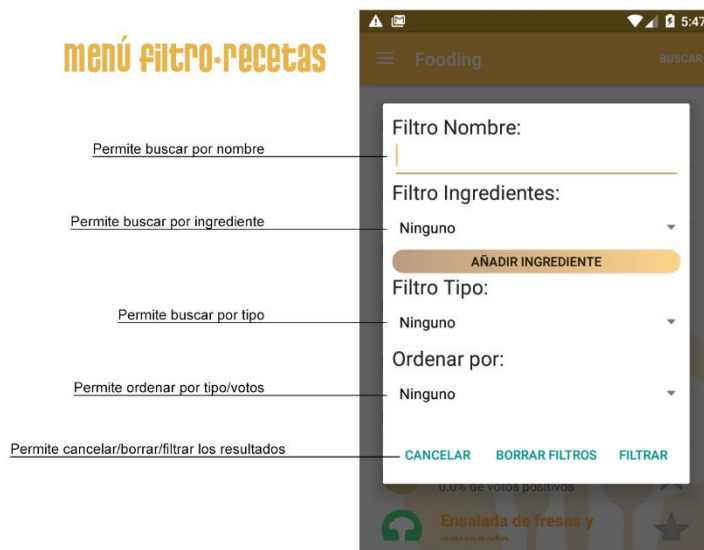 menú filtro·recetas
5:47
Fooding
BUSCAR
Filtro Nombre:
Permite buscar por nombre
Filtro Ingredientes:
Permite buscar por ingrediente
Ninguno
AÑADIR INGREDIENTE
Filtro Tipo:
Permite buscar por tipo
Ninguno
Ordenar por:
Permite ordenar por tipo/votos
Ninguno
Permite cancelar/borrar/filtrar los resultados
CANCELAR BORRAR FILTROS FILTRAR
0.0% de votos positivos
Ensalada de fresas y
aguacate